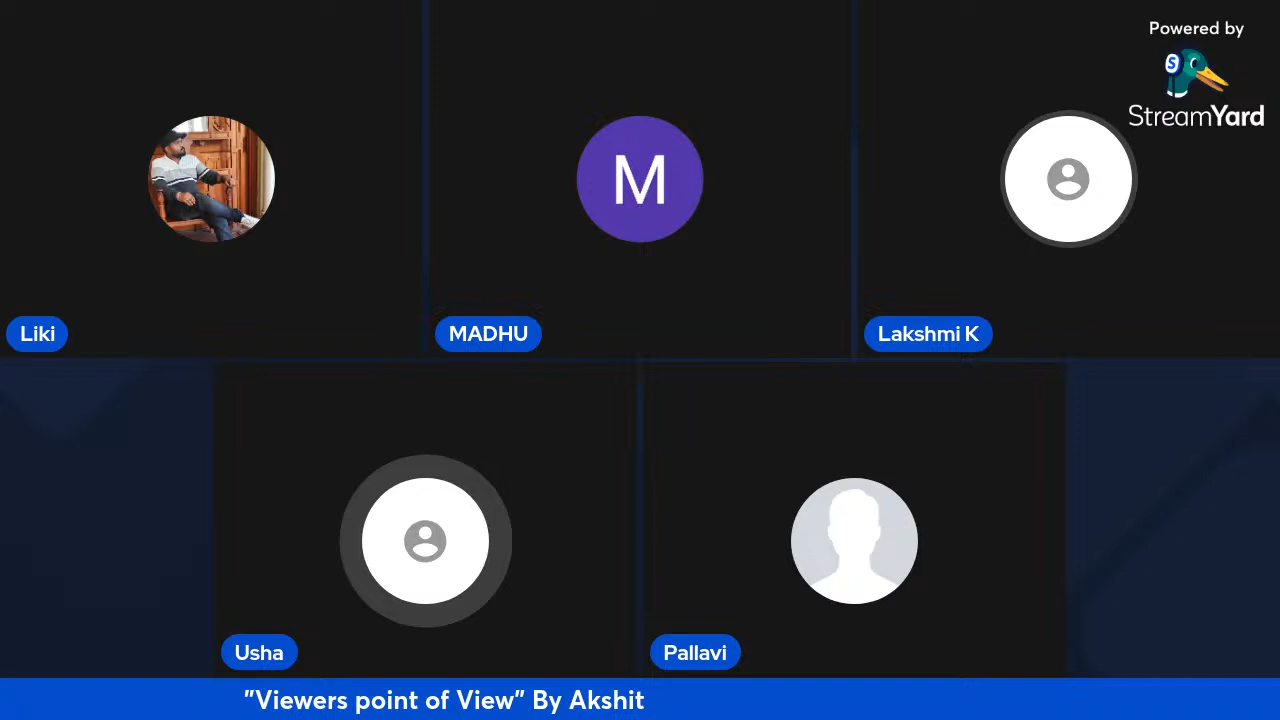 Powered by
S
StreamYard
M
Liki
MADHU
Lakshmi K
Usha
Pallavi
"Viewers point of View" By Akshit